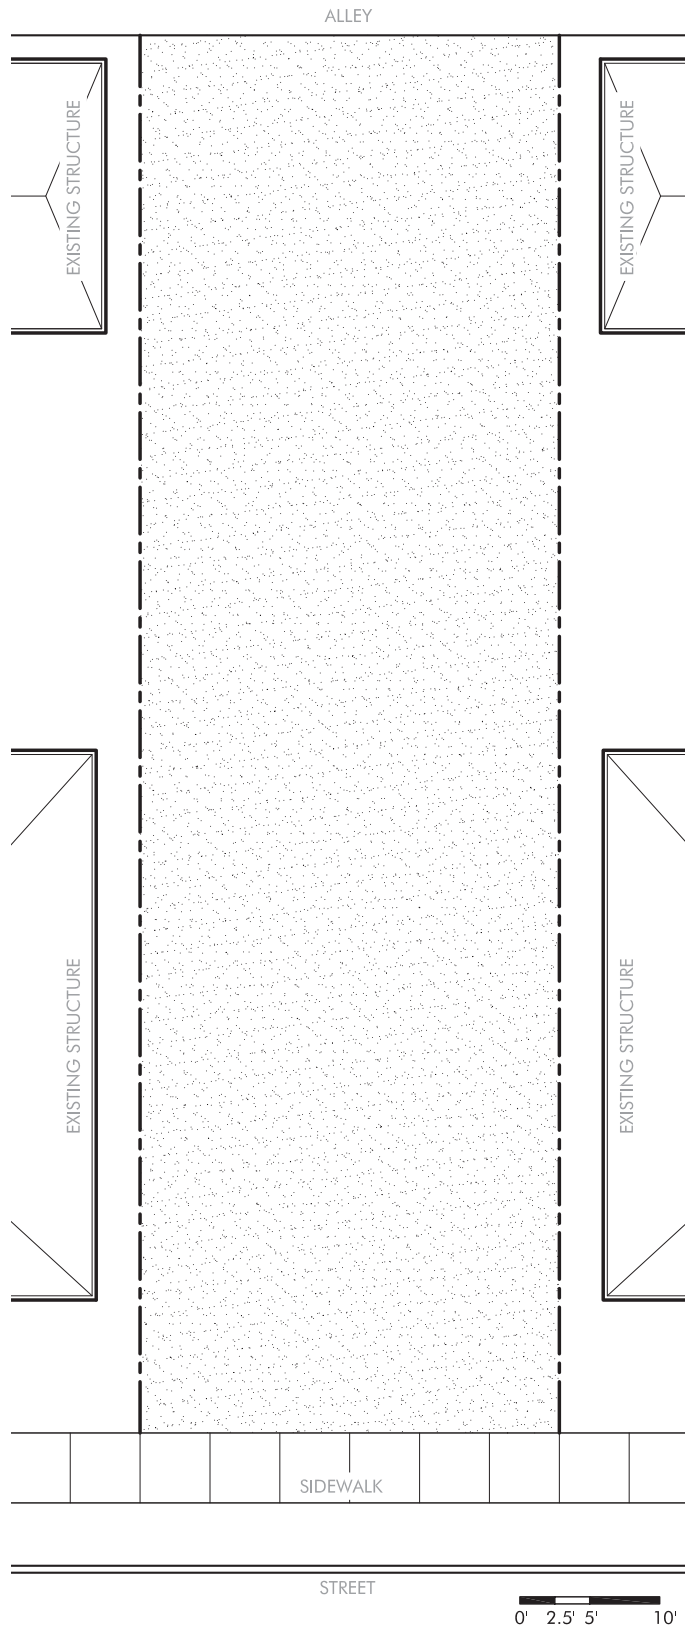 ALLEY
EXISTING STRUCTURE
EXISTING STRUCTURE
EXISTING STRUCTURE
EXISTING STRUCTURE
SIDEWALK
STREET
0' 2.5' 5' 10'